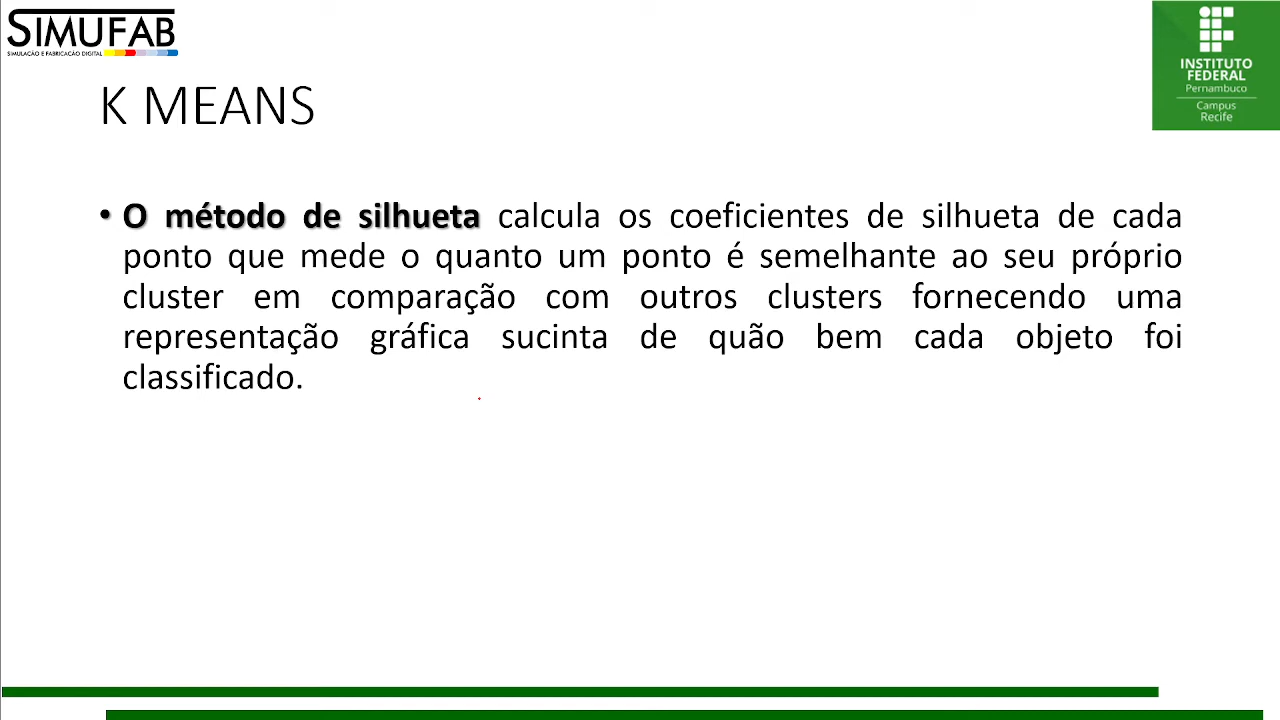 SIMUFAB
SIMULAÇÃO E FABRICAÇÃO DIGITAL
INSTITUTO
FEDERAL
Pernambuco
Campus
Recife
K MEANS
• O método de silhueta calcula os coeficientes de silhueta de cada
ponto que mede o quanto um ponto é semelhante ao seu próprio
cluster em comparação com outros clusters fornecendo uma
representação gráfica sucinta de quão bem cada objeto foi
classificado.